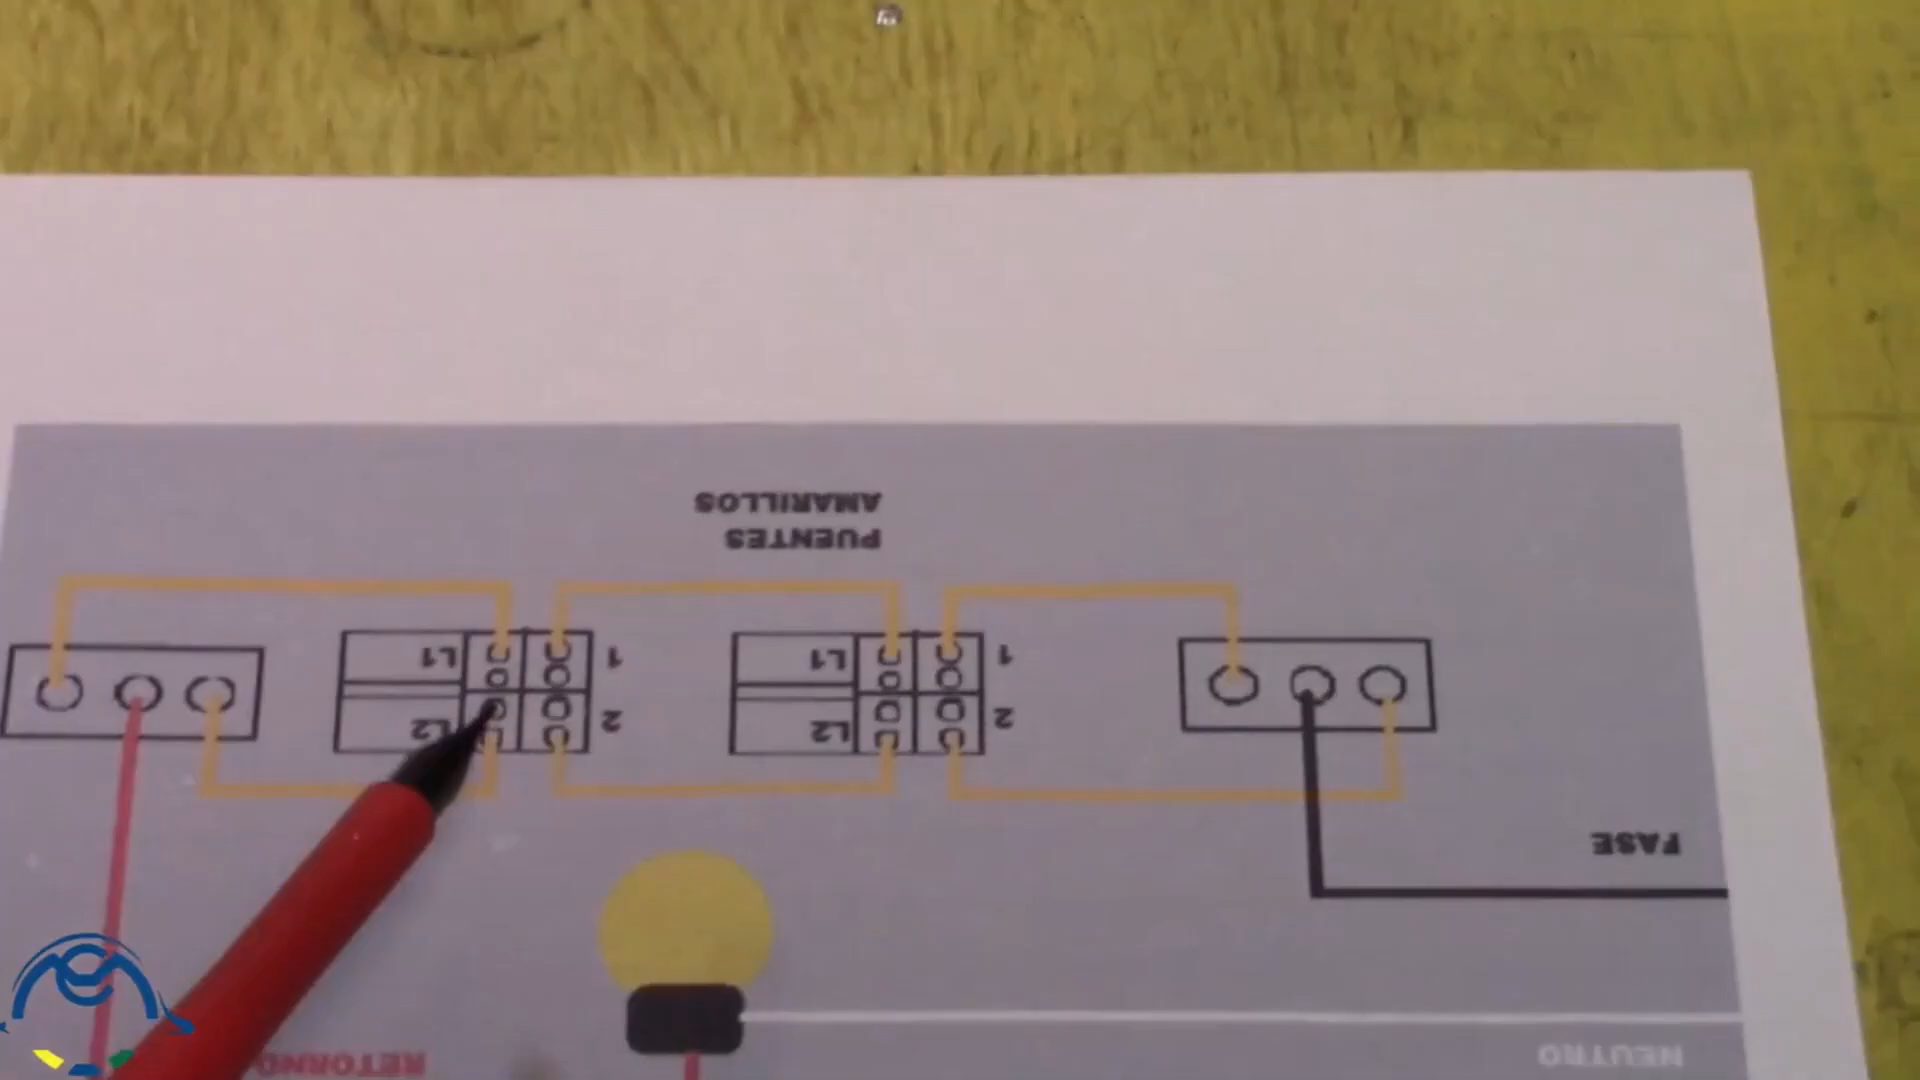 PUENTES
AMARILLOS
L1
1
L2
2
L1
1
L2
2
FASE
RETORNO
NEUTRO